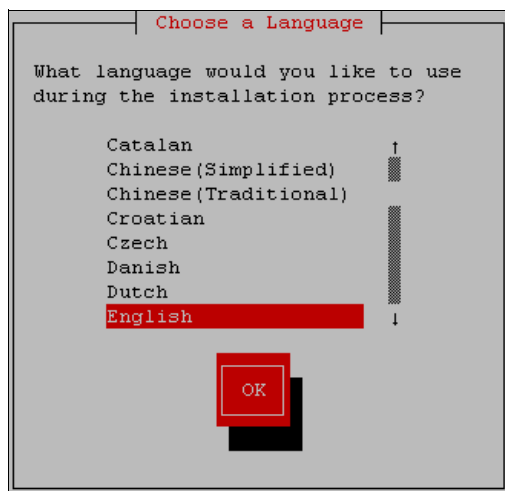 Choose a Language
What language would you like to use
during the installation process?
Catalan
Chinese(Simplified)
Chinese(Traditional)
Croatian
Czech
Danish
Dutch
English
OK